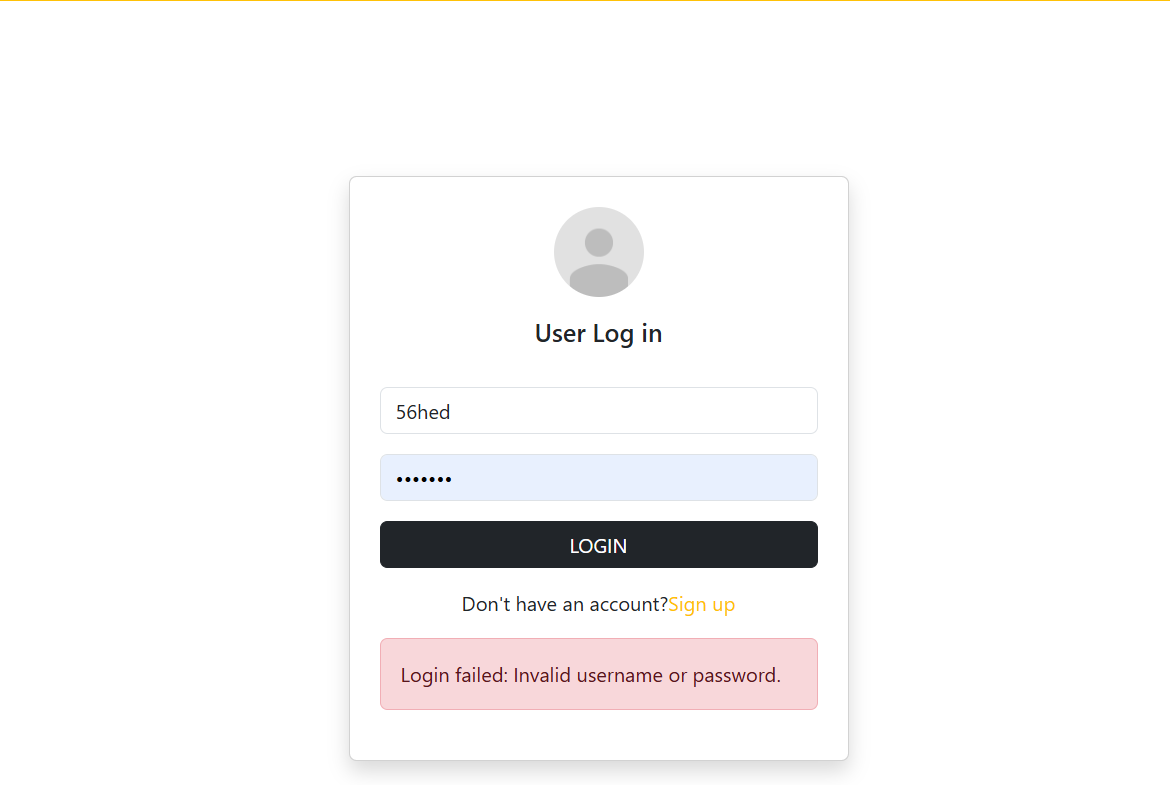 User Log in
56hed
•••••••
LOGIN
Don't have an account?Sign up
Login failed: Invalid username or password.